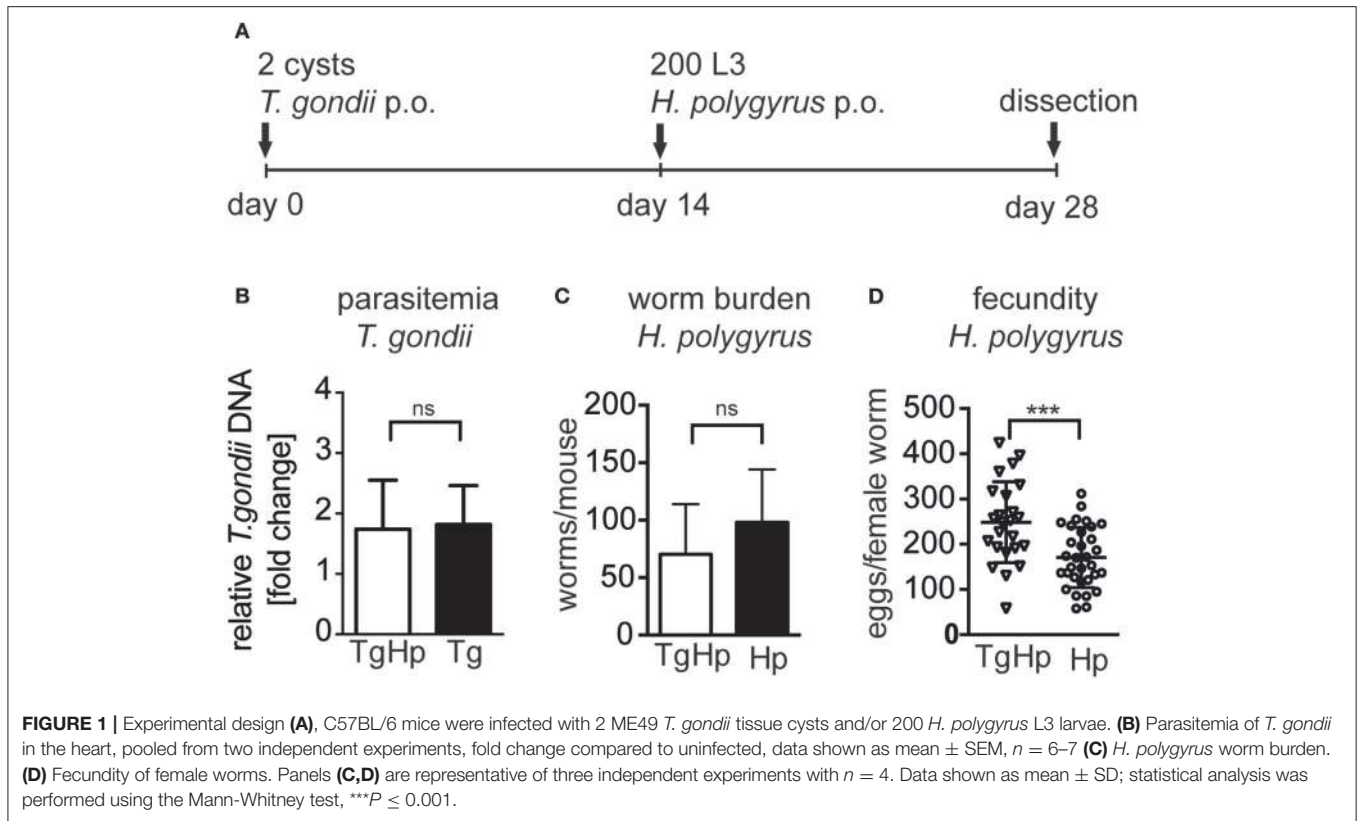 A
2 cysts
T. gondii p.o.
200 L3
H. polygyrus p.o.
dissection
day 0
day 14
day 28
B
parasitemia
T. gondii
relative T.gondii DNA
[fold change]
4
3
2
1
0
ns
TgHp
Tg
C
worm burden
H. polygyrus
worms/mouse
200
150
100
50
0
ns
TgHp
Hp
D
fecundity
H. polygyrus
eggs/female worm
500
400
300
200
100
0
***
TgHp
Hp
FIGURE 1 | Experimental design (A), C57BL/6 mice were infected with 2 ME49 T. gondii tissue cysts and/or 200 H. polygyrus L3 larvae. (B) Parasitemia of T. gondii
in the heart, pooled from two independent experiments, fold change compared to uninfected, data shown as mean ± SEM, n = 6–7 (C) H. polygyrus worm burden.
(D) Fecundity of female worms. Panels (C,D) are representative of three independent experiments with n = 4. Data shown as mean ± SD; statistical analysis was
performed using the Mann-Whitney test, ***P ≤ 0.001.